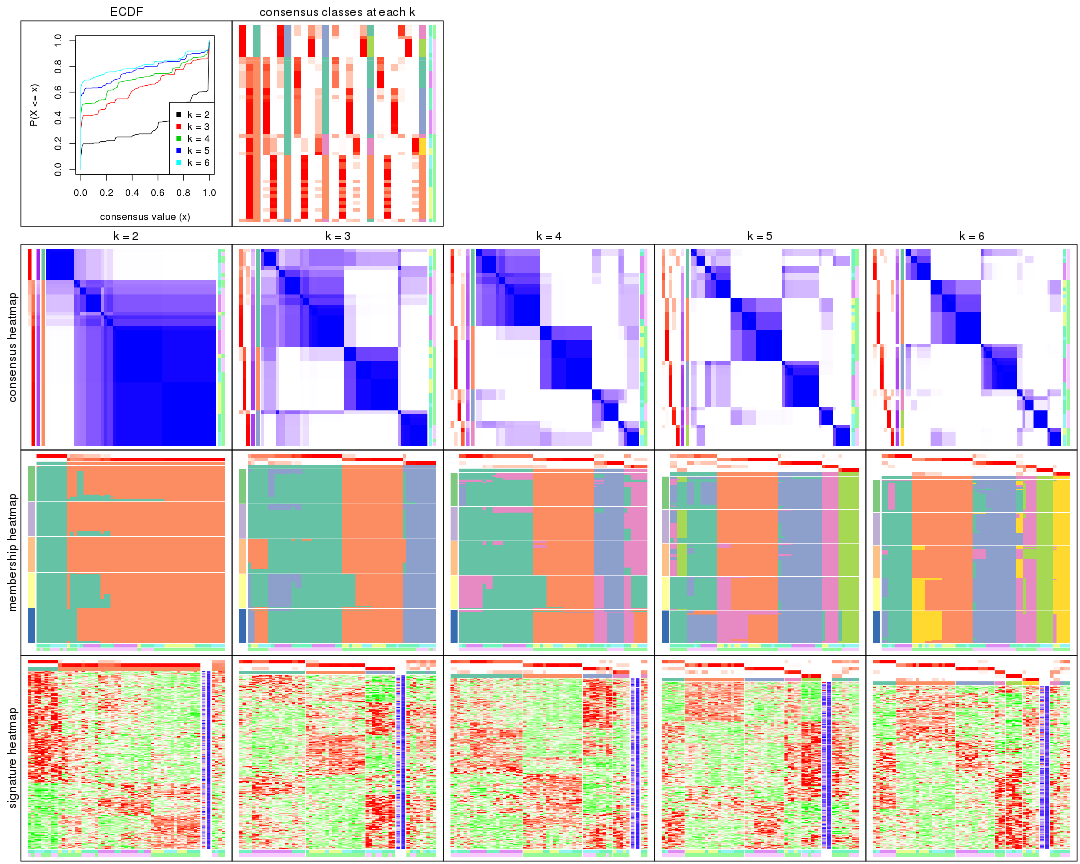 ECDF
consensus classes at each k
P(X <= x)
1.0
0.8
0.6
0.4
0.2
0.0
k = 2
k = 3
k = 4
k = 5
k = 6
0.0 0.2 0.4 0.6 0.8 1.0
consensus value (x)
k = 2 k = 3 k = 4 k = 5 k = 6
consensus heatmap
membership heatmap
signature heatmap